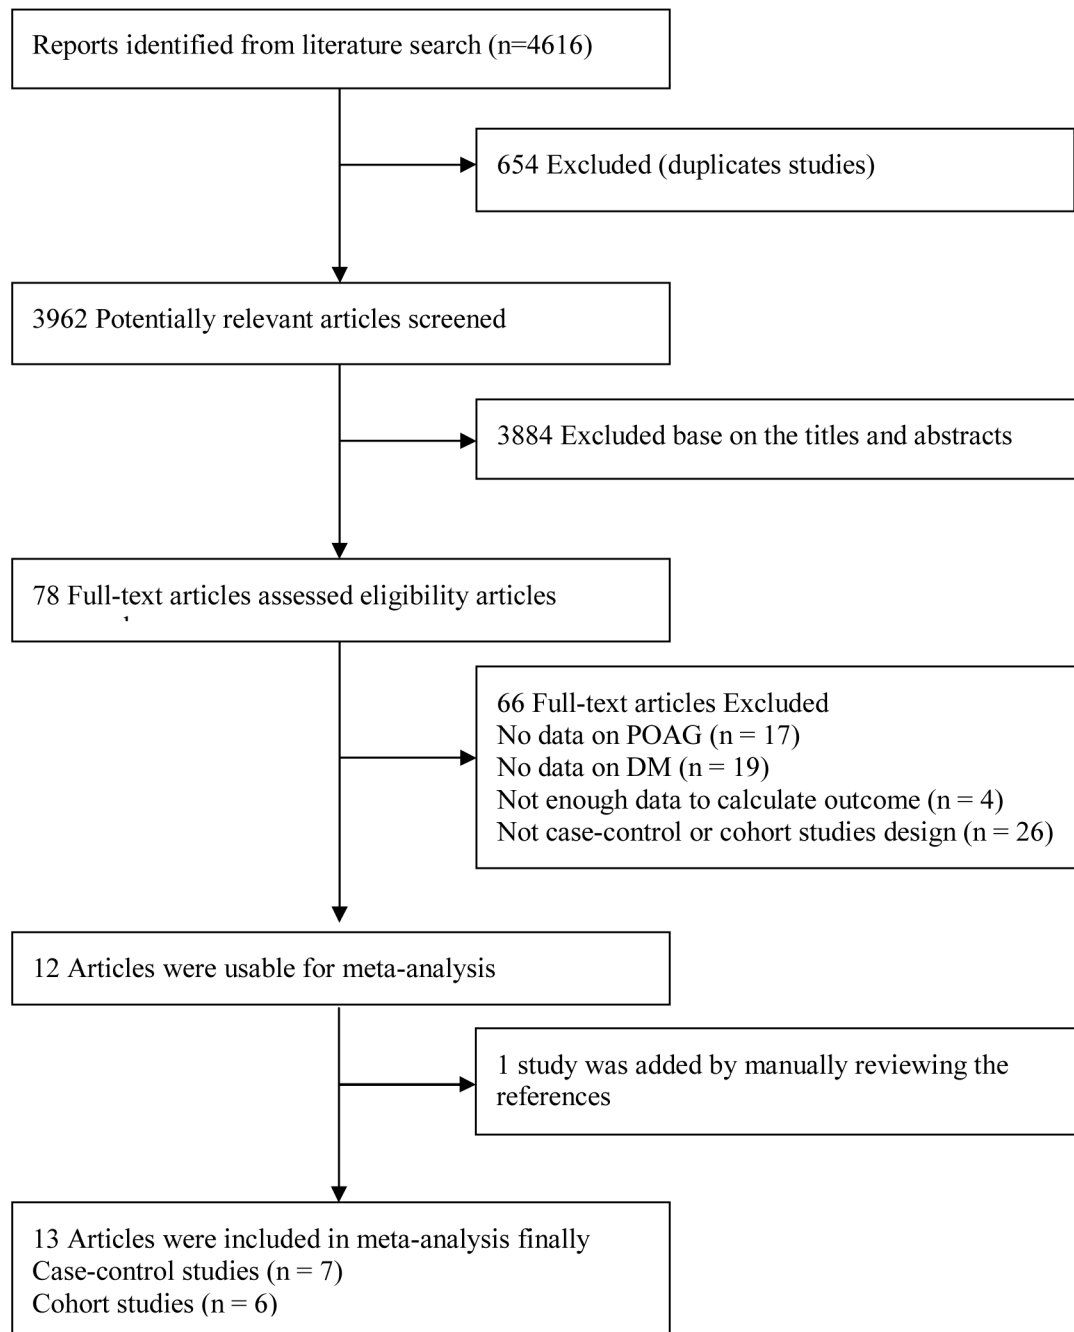 Reports identified from literature search (n=4616)
654 Excluded (duplicates studies)
3962 Potentially relevant articles screened
3884 Excluded base on the titles and abstracts
78 Full-text articles assessed eligibility articles
66 Full-text articles Excluded
No data on POAG (n = 17)
No data on DM (n = 19)
Not enough data to calculate outcome (n = 4)
Not case-control or cohort studies design (n = 26)
12 Articles were usable for meta-analysis
1 study was added by manually reviewing the
references
13 Articles were included in meta-analysis finally
Case-control studies (n = 7)
Cohort studies (n = 6)